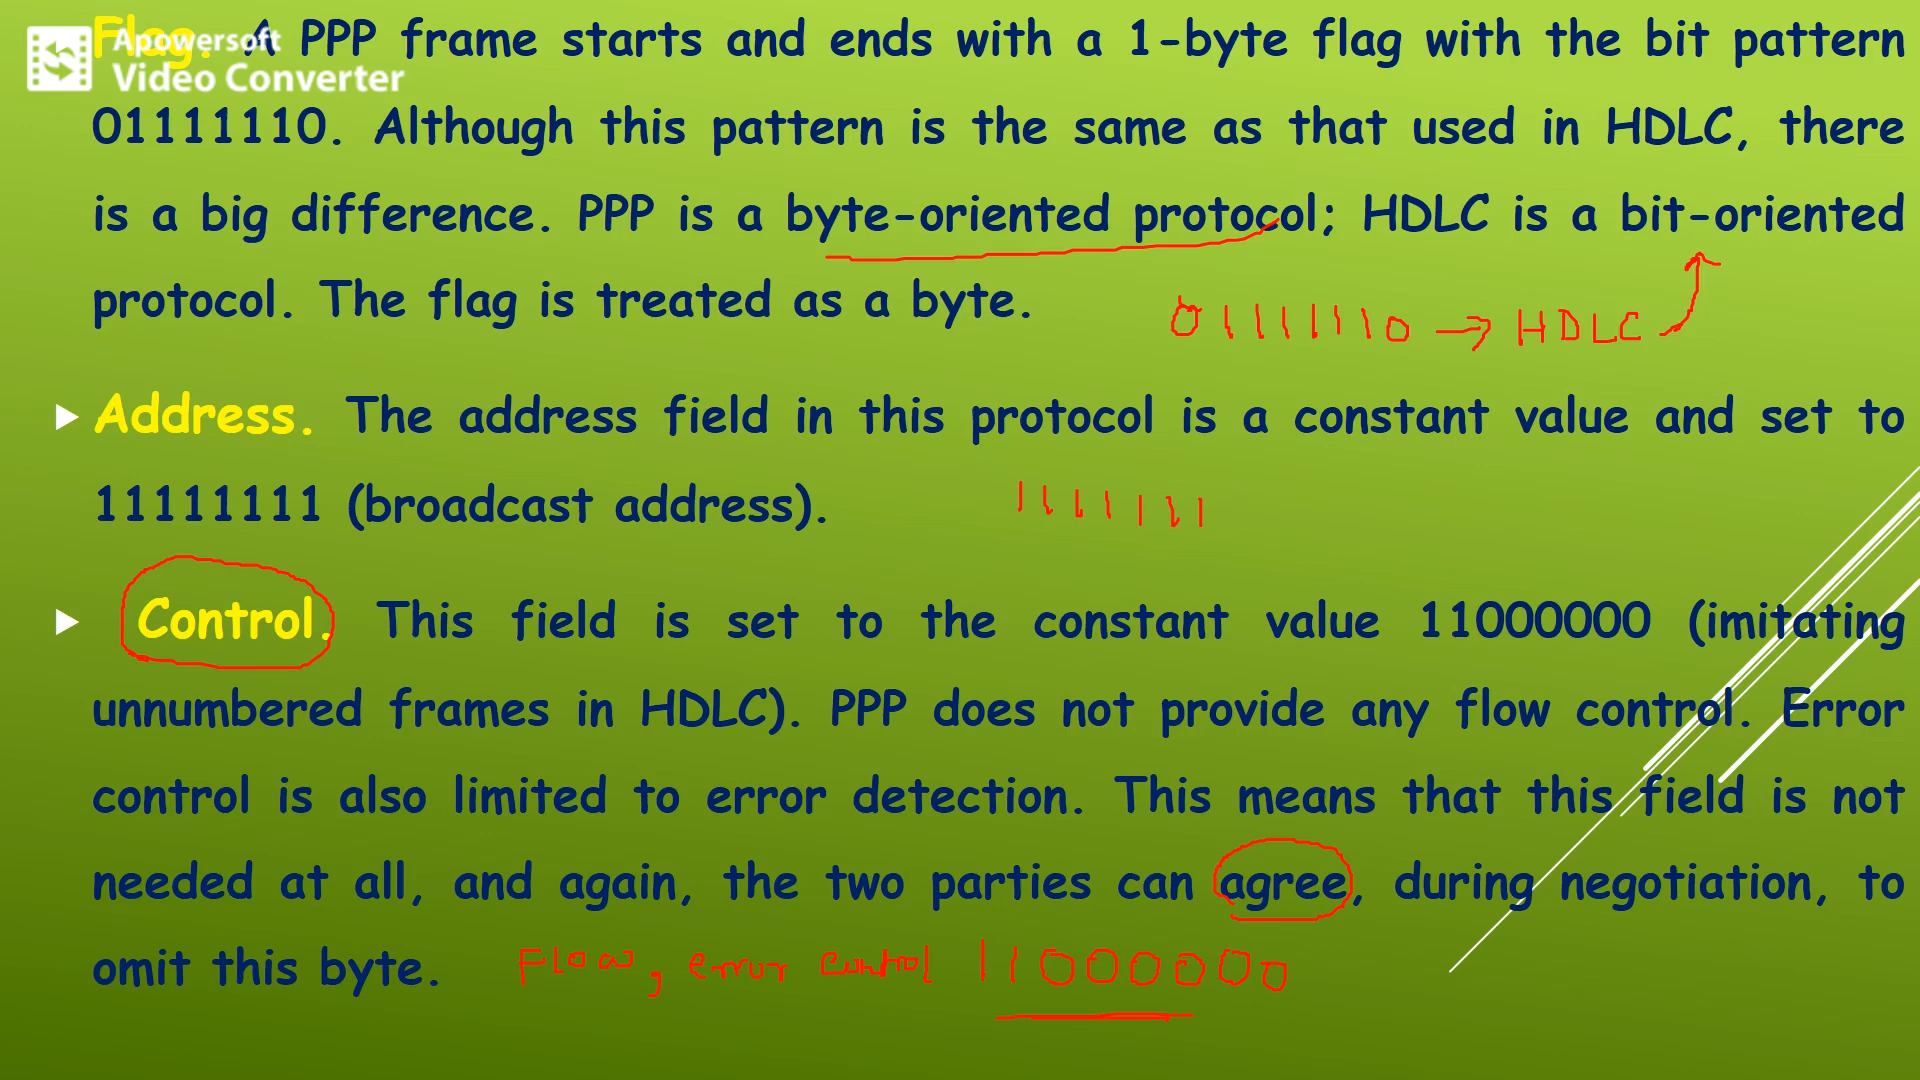 Flag. A PPP frame starts and ends with a 1-byte flag with the bit pattern
Apowersoft
Video Converter
01111110. Although this pattern is the same as that used in HDLC, there
is a big difference. PPP is a byte-oriented protocol; HDLC is a bit-oriented
protocol. The flag is treated as a byte.
01111110 → HDLC
Address. The address field in this protocol is a constant value and set to
11111111 (broadcast address).
1111111
Control. This field is set to the constant value 11000000 (imitating
unnumbered frames in HDLC). PPP does not provide any flow control. Error
control is also limited to error detection. This means that this field is not
needed at all, and again, the two parties can agree, during negotiation, to
omit this byte.
Flow, error control 11000000